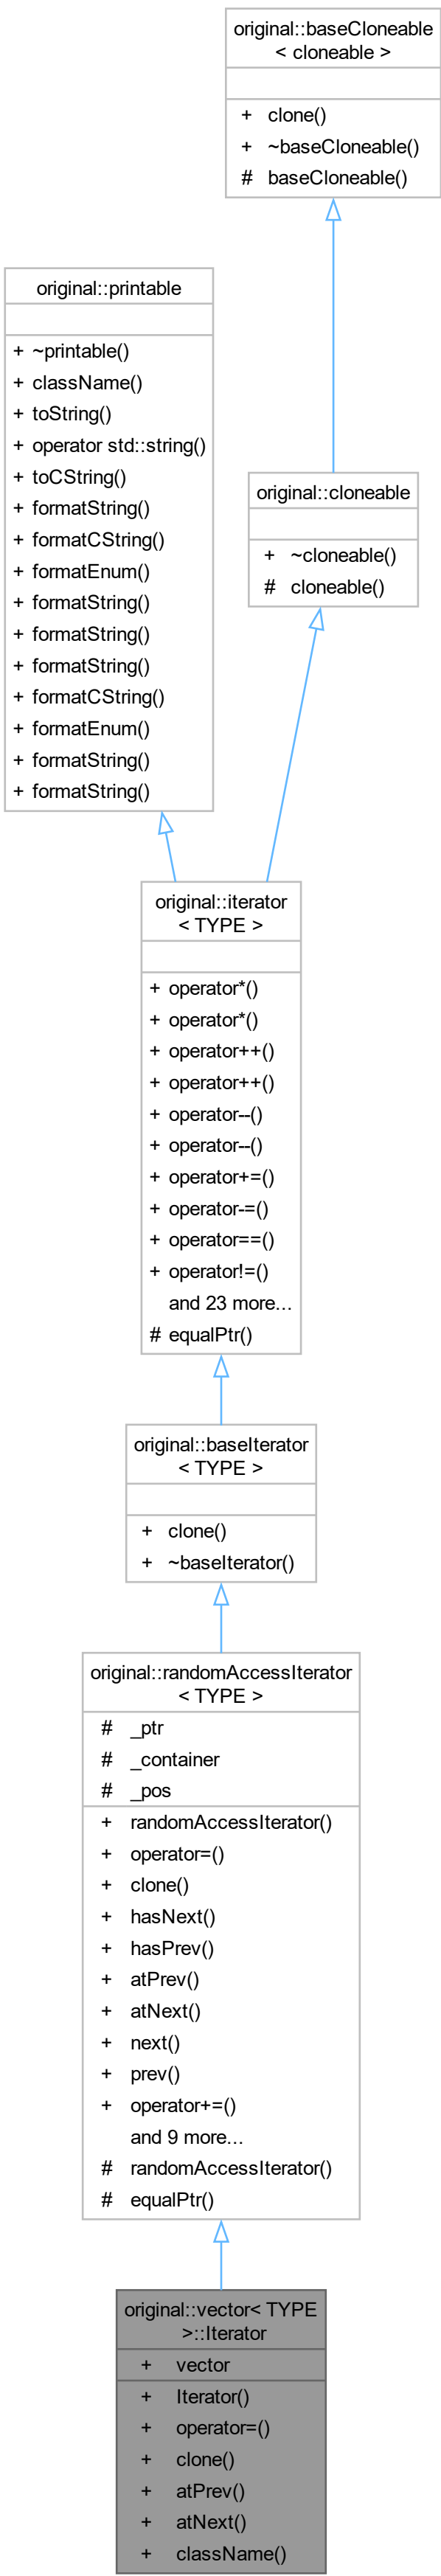 original::baseCloneable
< cloneable >
+ clone()
+ ~baseCloneable()
# baseCloneable()
original::printable
+ ~printable()
+ className()
+ toString()
+ operator std::string()
+ toCString()
+ formatString()
+ formatCString()
+ formatEnum()
+ formatString()
+ formatString()
+ formatString()
+ formatCString()
+ formatEnum()
+ formatString()
+ formatString()
original::cloneable
+ ~cloneable()
# cloneable()
original::iterator
< TYPE >
+ operator*()
+ operator*()
+ operator++()
+ operator++()
+ operator--()
+ operator--()
+ operator+=()
+ operator-=()
+ operator==()
+ operator!=()
and 23 more...
# equalPtr()
original::baseIterator
< TYPE >
+ clone()
+ ~baseIterator()
original::randomAccessIterator
< TYPE >
# _ptr
# _container
# _pos
+ randomAccessIterator()
+ operator=()
+ clone()
+ hasNext()
+ hasPrev()
+ atPrev()
+ atNext()
+ next()
+ prev()
+ operator+=()
and 9 more...
# randomAccessIterator()
# equalPtr()
original::vector< TYPE
>::Iterator
+ vector
+ Iterator()
+ operator=()
+ clone()
+ atPrev()
+ atNext()
+ className()